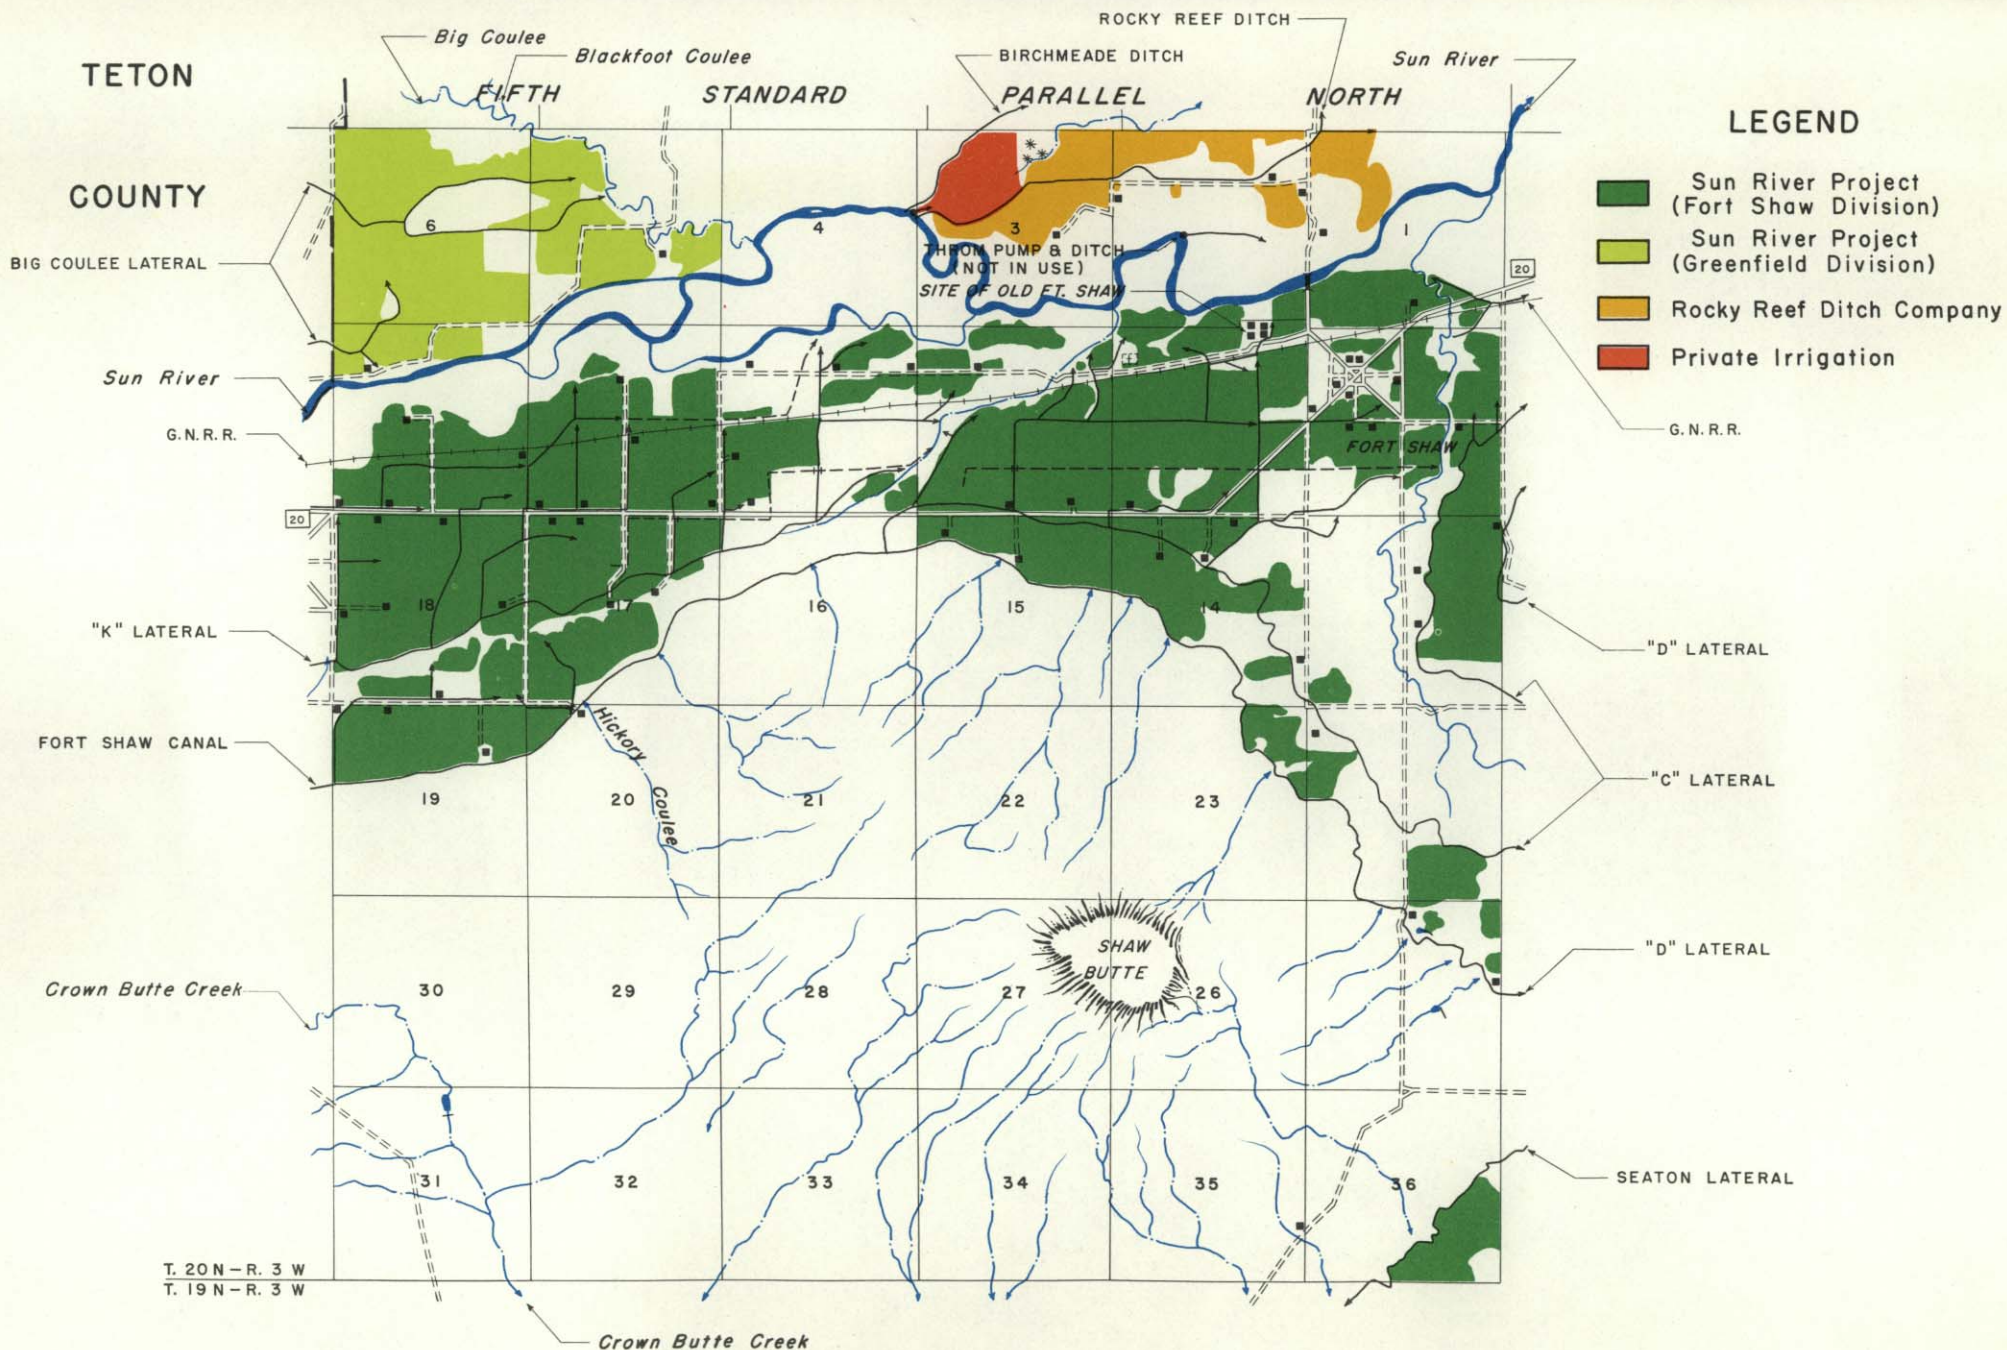 ROCKY REEF DITCH
Big Coulee
Blackfoot Coulee
BIRCHMEADE DITCH
Sun River
TETON
COUNTY
FIFTH STANDARD PARALLEL NORTH
LEGEND
Sun River Project
(Fort Shaw Division)
Sun River Project
(Greenfield Division)
Rocky Reef Ditch Company
Private Irrigation
6
4
3
1
BIG COULEE LATERAL
THROM PUMP & DITCH
(NOT IN USE)
SITE OF OLD FT. SHAW
20
Sun River
G.N.R.R.
G.N.R.R.
FORT SHAW
20
18
17
16
15
14
"K" LATERAL
"D" LATERAL
FORT SHAW CANAL
Hickory
Coulee
"C" LATERAL
19
20
21
22
23
SHAW
BUTTE
"D" LATERAL
Crown Butte Creek
30
29
28
27
26
31
32
33
34
35
36
SEATON LATERAL
T. 20 N – R. 3 W
T. 19 N – R. 3 W
Crown Butte Creek